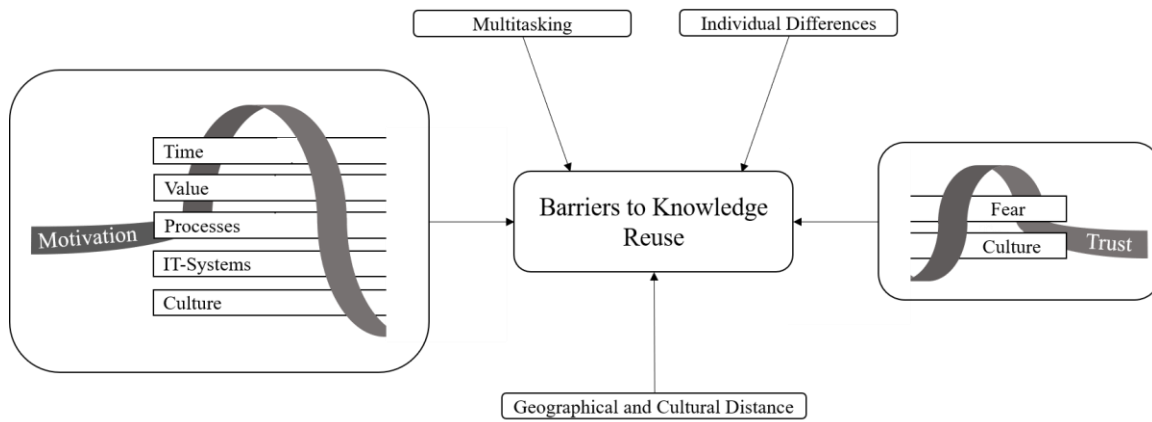 Multitasking
Individual Differences
Motivation
Time
Value
Processes
IT-Systems
Culture
Barriers to Knowledge
Reuse
Fear
Culture
Trust
Geographical and Cultural Distance